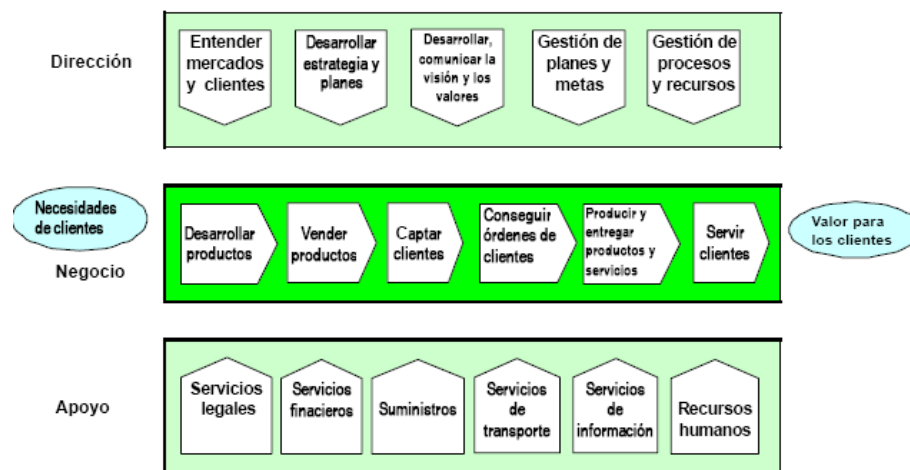 Dirección
Entender
mercados
y clientes
Desarrollar
estrategia y
planes
Desarrollar,
comunicar la
visión y los
valores
Gestión de
planes y
metas
Gestión de
procesos
y recursos
Necesidades
de clientes
Negocio
Desarrollar
productos
Vender
productos
Captar
clientes
Conseguir
órdenes de
clientes
Producir y
entregar
productos y
servicios
Servir
clientes
Valor para
los clientes
Apoyo
Servicios
legales
Servicios
finacieros
Suministros
Servicios
de
transporte
Servicios
de
información
Recursos
humanos